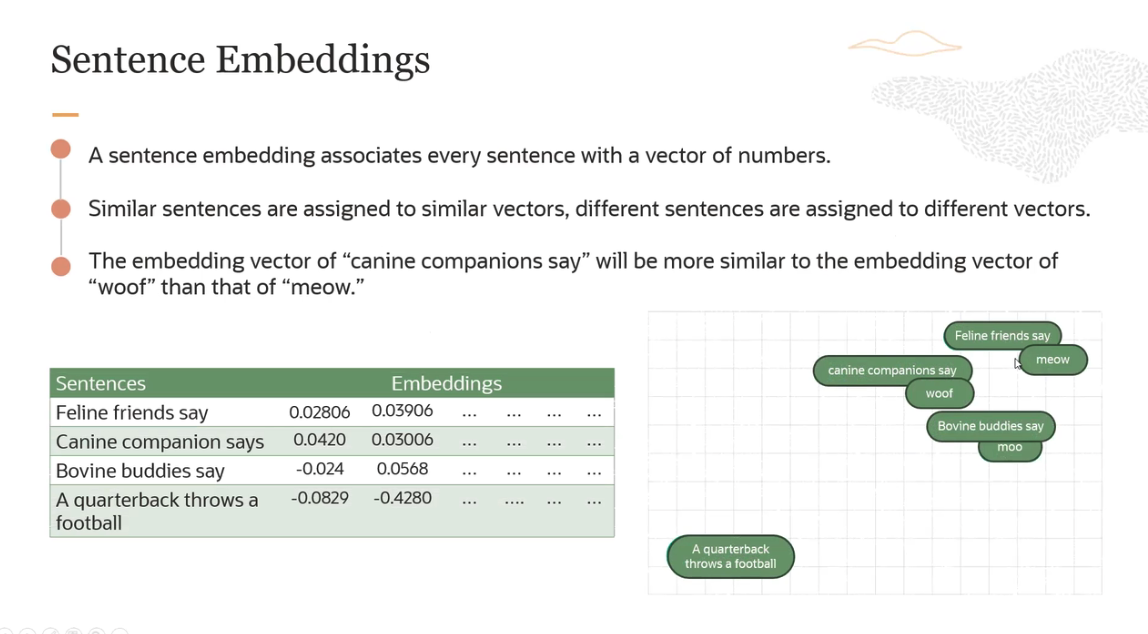 Sentence Embeddings
A sentence embedding associates every sentence with a vector of numbers.
Similar sentences are assigned to similar vectors, different sentences are assigned to different vectors.
The embedding vector of “canine companions say” will be more similar to the embedding vector of
“woof” than that of “meow.”
Sentences Embeddings
Feline friends say 0.02806 0.03906 ... ... ... ...
Canine companion says 0.0420 0.03006 ... ... ... ...
Bovine buddies say -0.024 0.0568 ... ... ... ...
A quarterback throws a -0.0829 -0.4280 ... .... ... ...
football
Feline friends say
meow
canine companions say
woof
Bovine buddies say
moo
A quarterback
throws a football